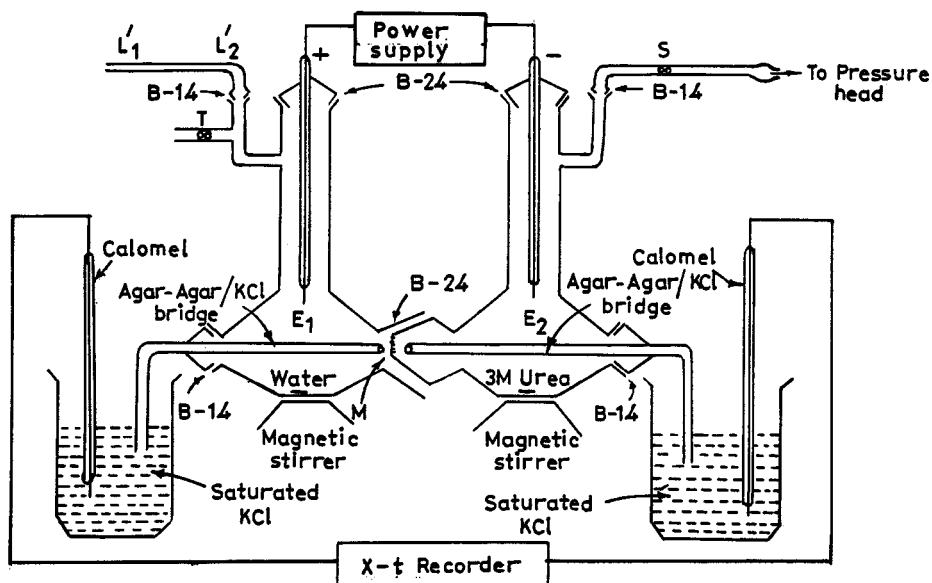 Power
supply
+
-
L'1
L'2
S
B-14
B-24
B-14
To Pressure
head
T
Calomel
Calomel
Agar-Agar/KCl
bridge
E1
B-24
E2
Agar-Agar/KCl
bridge
Water
M
3M Urea
B-14
B-14
Magnetic
stirrer
Magnetic
stirrer
Saturated
KCl
Saturated
KCl
X-t Recorder